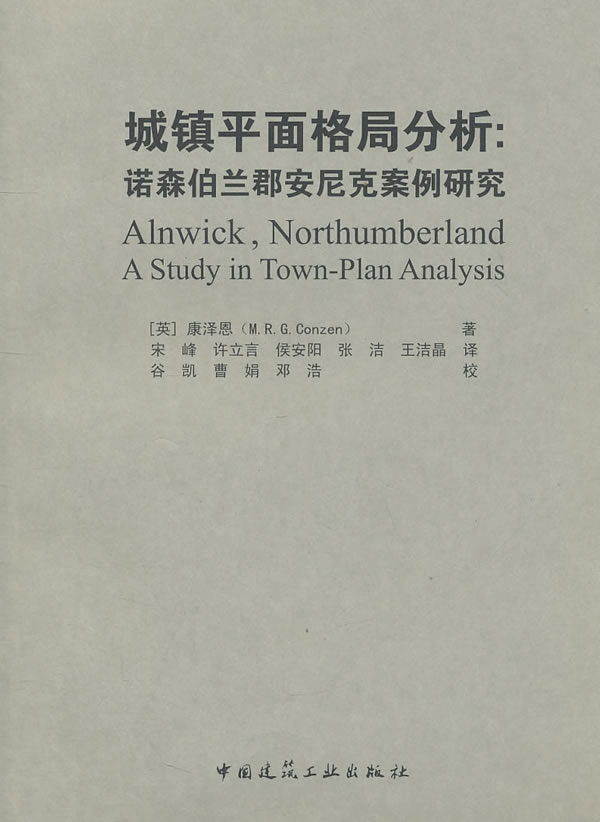 城镇平面格局分析:
诺森伯兰郡安尼克案例研究
Alnwick, Northumberland
A Study in Town-Plan Analysis
[英] 康泽恩(M.R.G.Conzen) 著
宋 峰 许立言 侯安阳 张 洁 王洁晶 译
谷 凯 曹 娟 邓 浩 校
中国建筑工业出版社